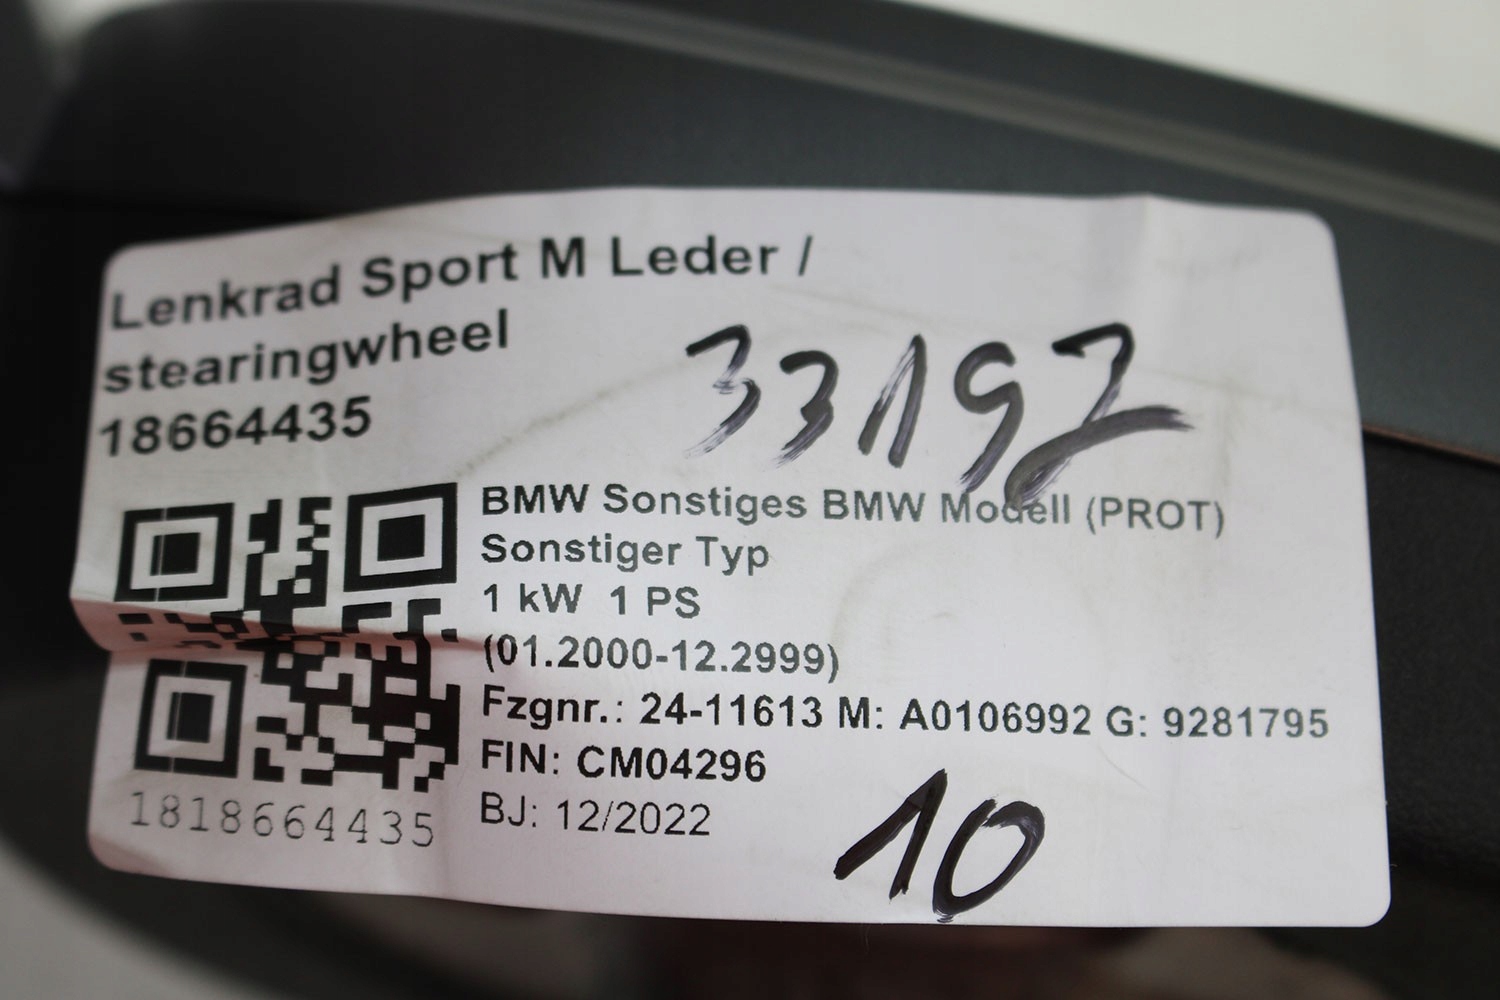 Lenkrad Sport M Leder /
stearingwheel
18664435
33192
BMW Sonstiges BMW Modell (PROT)
Sonstiger Typ
1 kW 1 PS
(01.2000-12.2999)
Fzgnr.: 24-11613 M: A0106992 G: 9281795
FIN: CM04296
BJ: 12/2022
1818664435
10